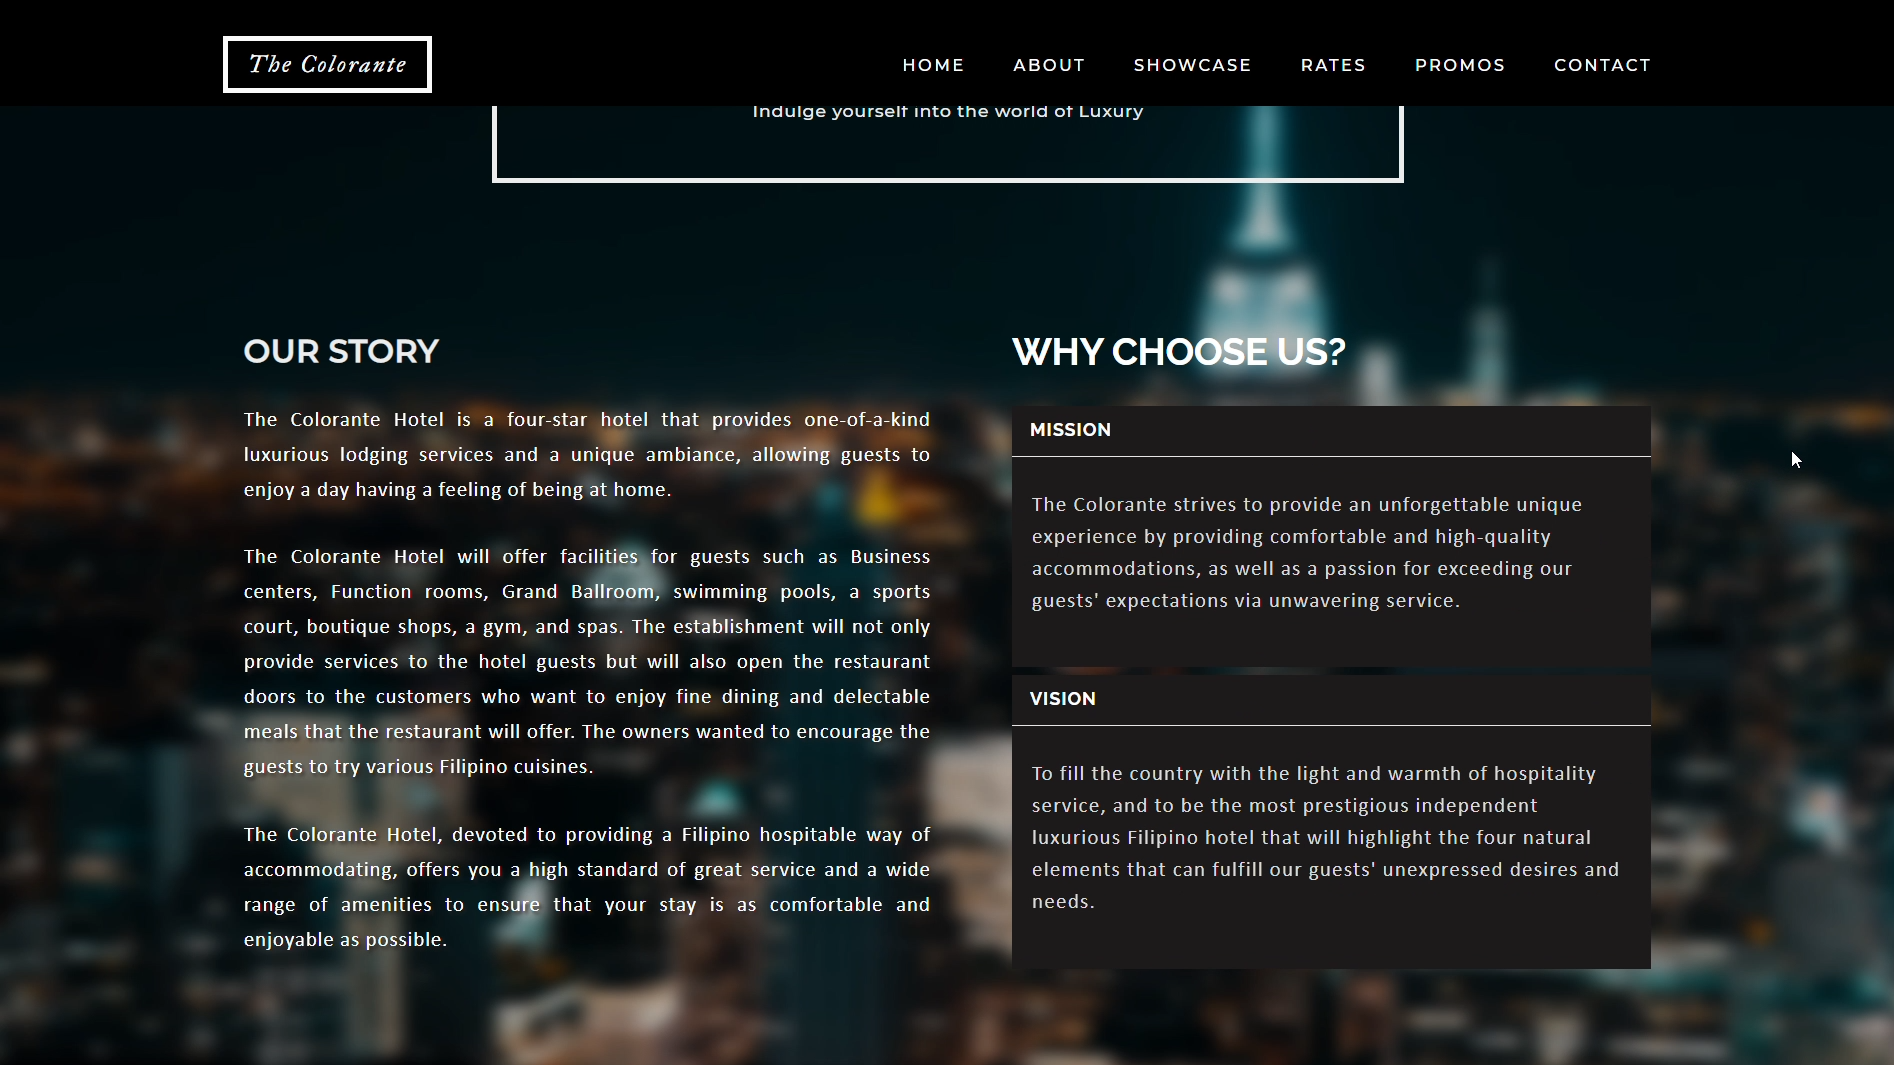 The Colorante
HOME ABOUT SHOWCASE RATES PROMOS CONTACT
Indulge yourself into the world of Luxury
OUR STORY
The Colorante Hotel is a four-star hotel that provides one-of-a-kind
luxurious lodging services and a unique ambiance, allowing guests to
enjoy a day having a feeling of being at home.
The Colorante Hotel will offer facilities for guests such as Business
centers, Function rooms, Grand Ballroom, swimming pools, a sports
court, boutique shops, a gym, and spas. The establishment will not only
provide services to the hotel guests but will also open the restaurant
doors to the customers who want to enjoy fine dining and delectable
meals that the restaurant will offer. The owners wanted to encourage the
guests to try various Filipino cuisines.
The Colorante Hotel, devoted to providing a Filipino hospitable way of
accommodating, offers you a high standard of great service and a wide
range of amenities to ensure that your stay is as comfortable and
enjoyable as possible.
WHY CHOOSE US?
MISSION
The Colorante strives to provide an unforgettable unique
experience by providing comfortable and high-quality
accommodations, as well as a passion for exceeding our
guests' expectations via unwavering service.
VISION
To fill the country with the light and warmth of hospitality
service, and to be the most prestigious independent
luxurious Filipino hotel that will highlight the four natural
elements that can fulfill our guests' unexpressed desires and
needs.